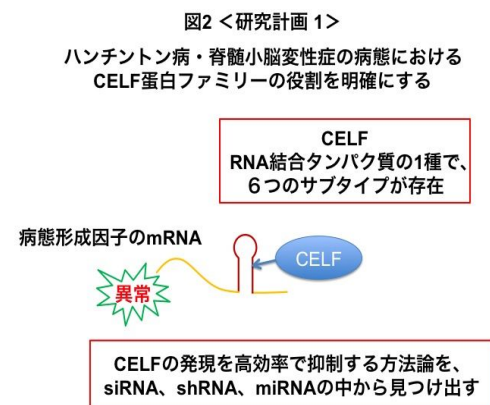 図2 <研究計画 1>
ハンチントン病・脊髄小脳変性症の病態における
CELF蛋白ファミリーの役割を明確にする
CELF
RNA結合タンパク質の1種で、
６つのサブタイプが存在
病態形成因子のmRNA
CELF
異常
CELFの発現を高効率で抑制する方法論を、
siRNA、shRNA、miRNAの中から見つけ出す